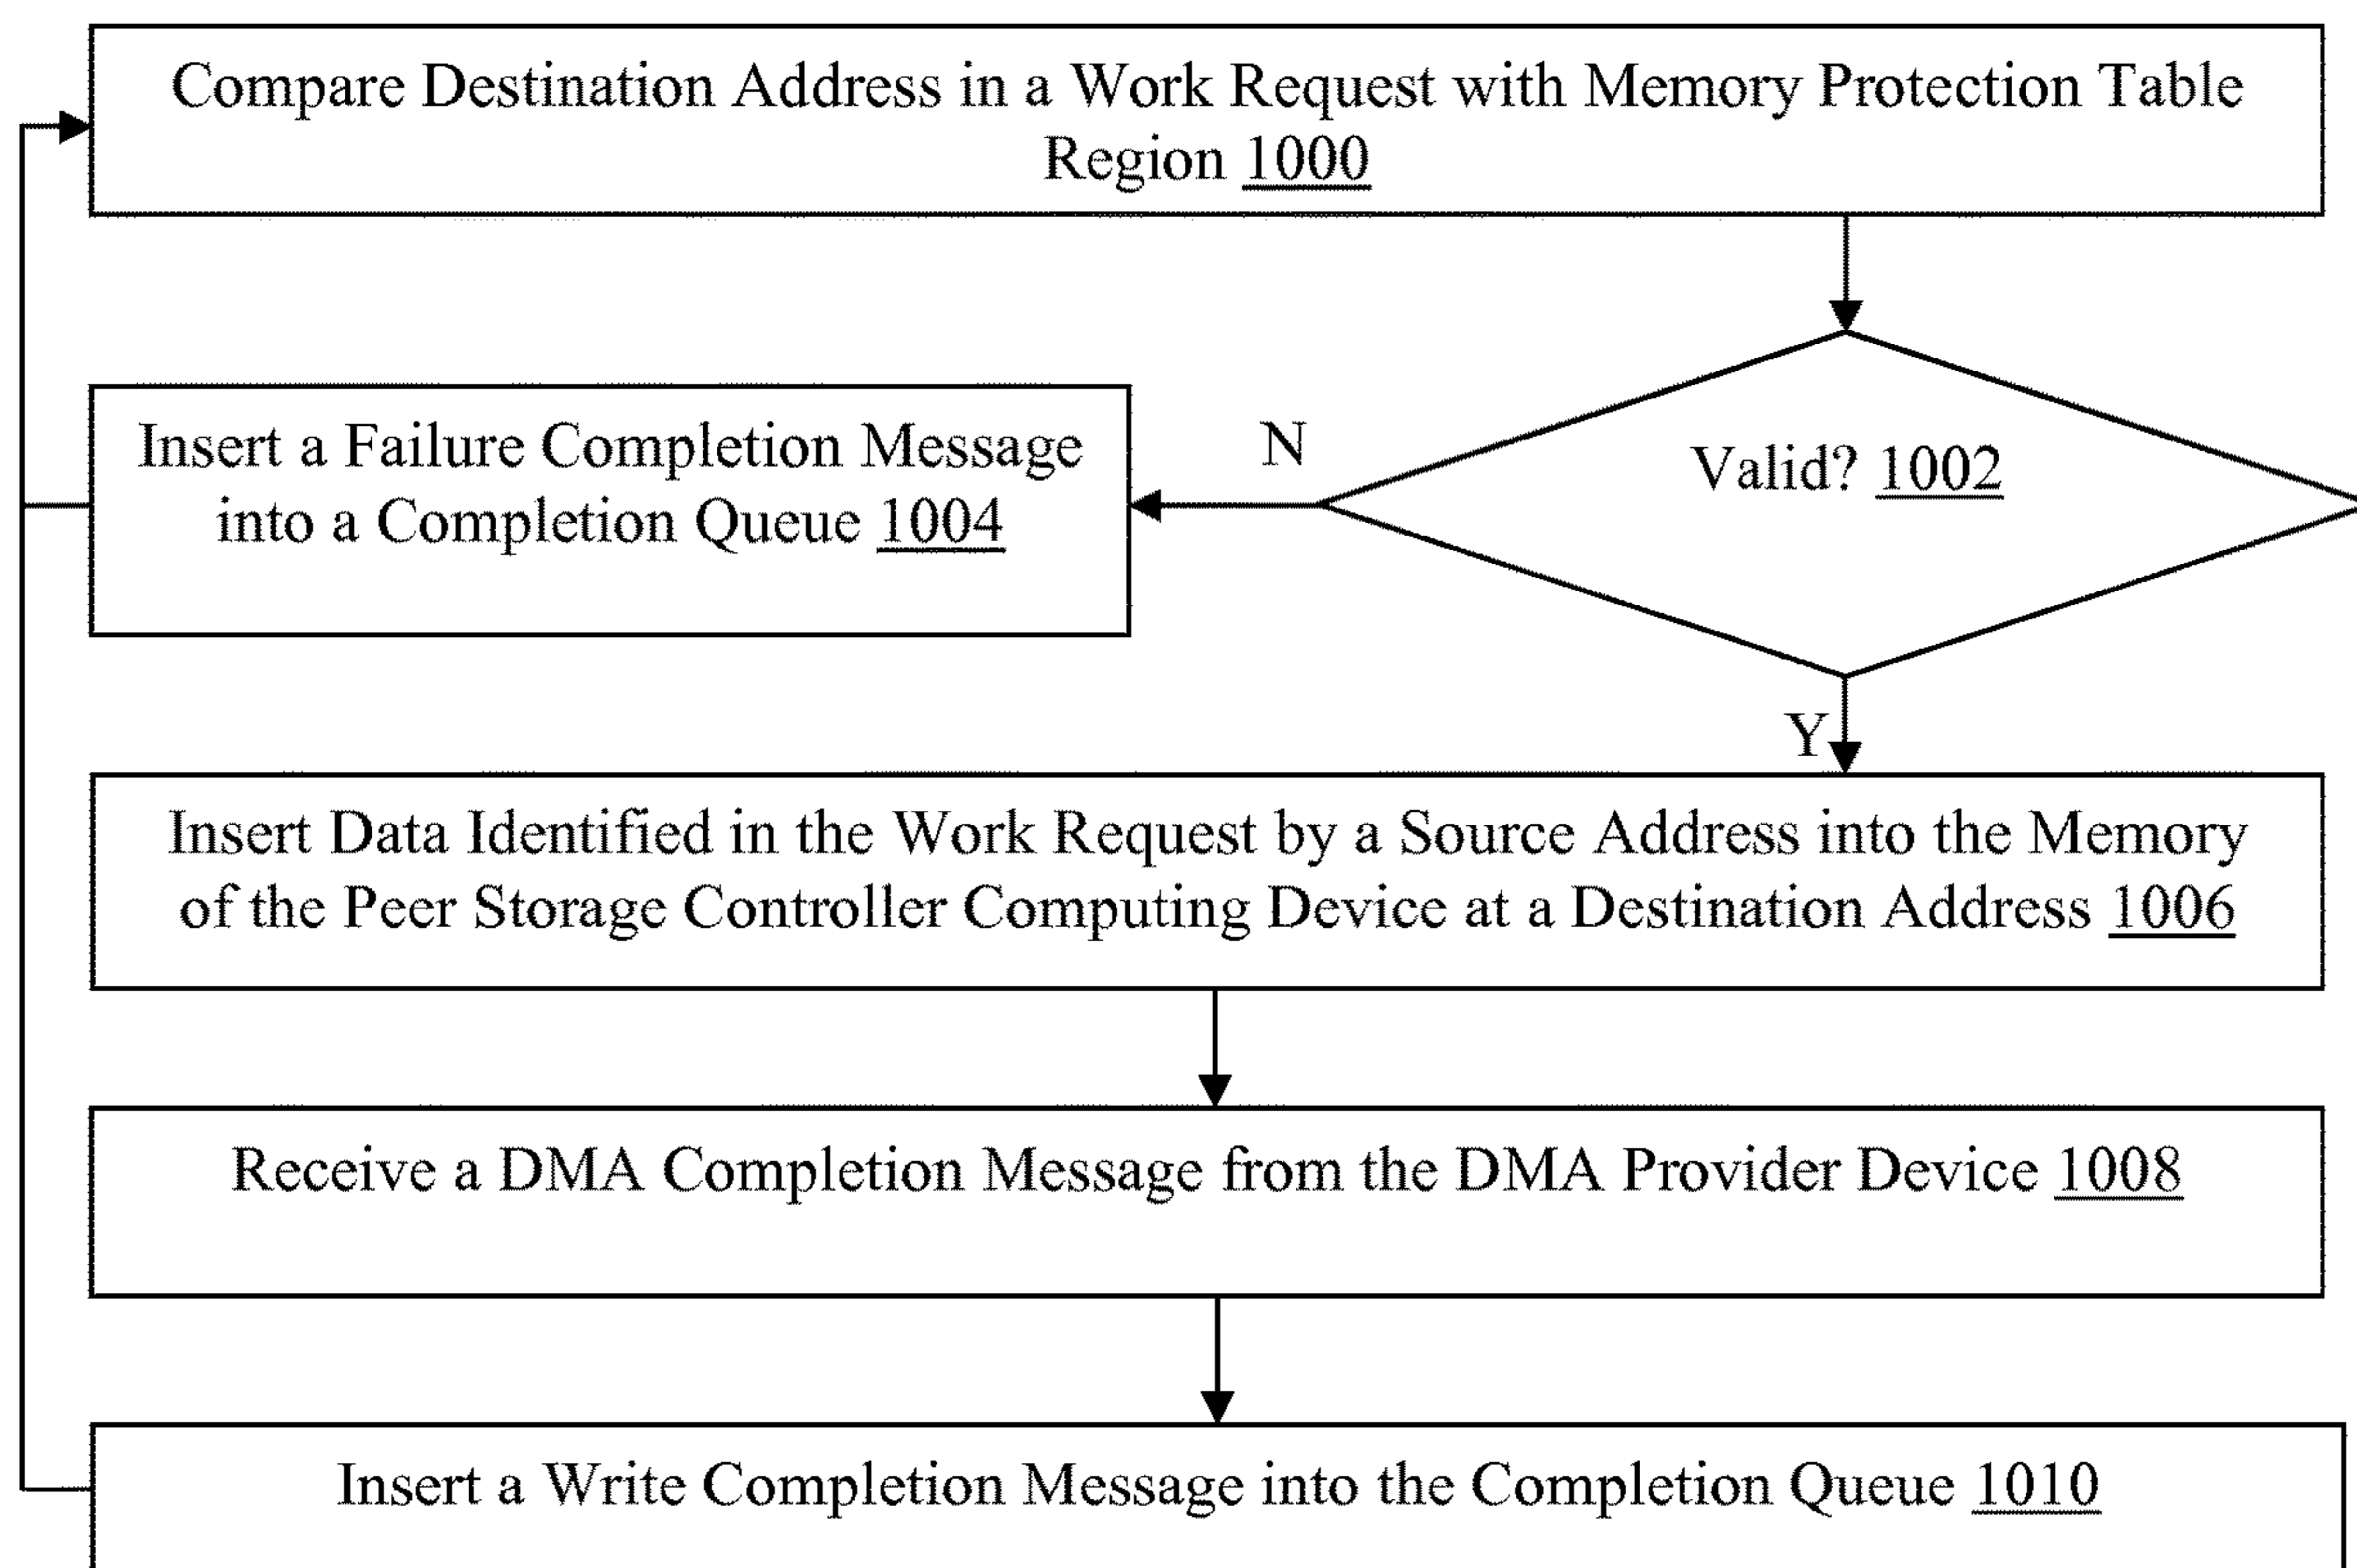 Compare Destination Address in a Work Request with Memory Protection Table
Region 1000
Valid? 1002
N
Insert a Failure Completion Message
into a Completion Queue 1004
Y
Insert Data Identified in the Work Request by a Source Address into the Memory
of the Peer Storage Controller Computing Device at a Destination Address 1006
Receive a DMA Completion Message from the DMA Provider Device 1008
Insert a Write Completion Message into the Completion Queue 1010